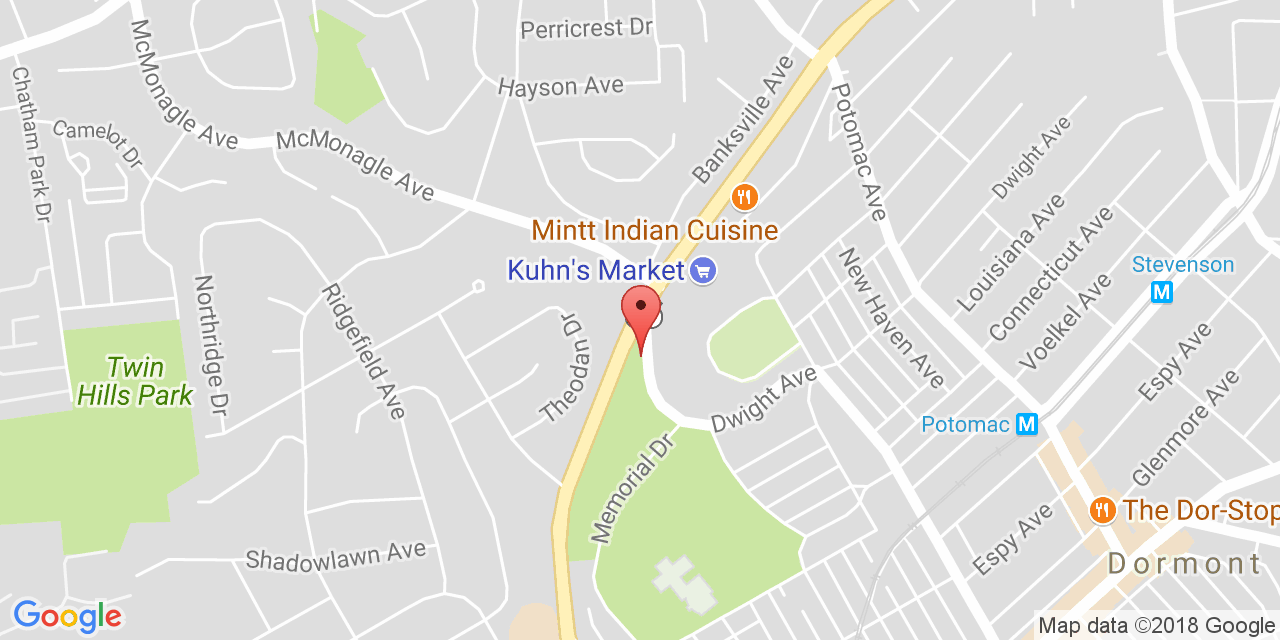 Perricrest Dr
McMonagle Ave
Chatham Park Dr
Hayson Ave
Banksville Ave
Camelot Dr
McMonagle Ave
Potomac Ave
Dwight Ave
Mintt Indian Cuisine
Louisiana Ave
Connecticut Ave
Kuhn's Market
Stevenson
M
New Haven Ave
Voelkel Ave
Northridge Dr
Ridgefield Ave
Theodan Dr
Twin
Hills Park
Espy Ave
Dwight Ave
Glenmore Ave
Potomac M
Memorial Dr
The Dor-Stop
Espy Ave
Shadowlawn Ave
Dormont
Google
Map data ©2018 Google